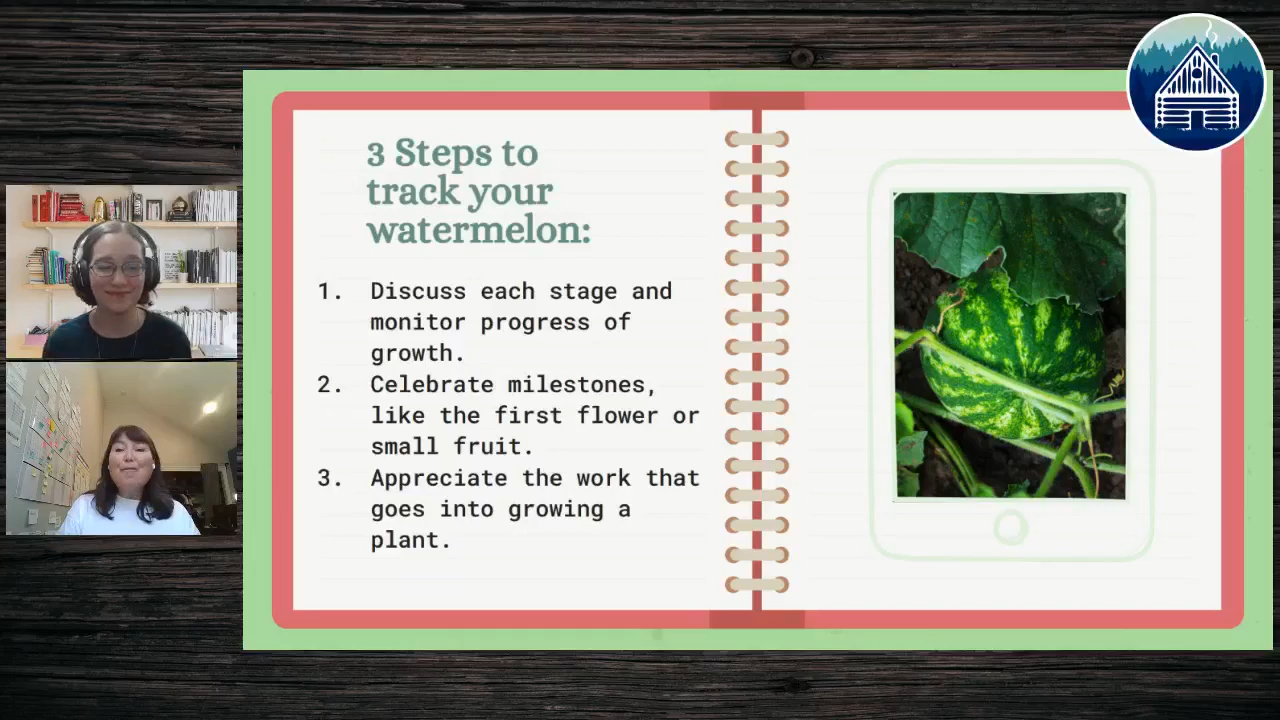 3 Steps to
track your
watermelon:
1. Discuss each stage and
monitor progress of
growth.
2. Celebrate milestones,
like the first flower or
small fruit.
3. Appreciate the work that
goes into growing a
plant.